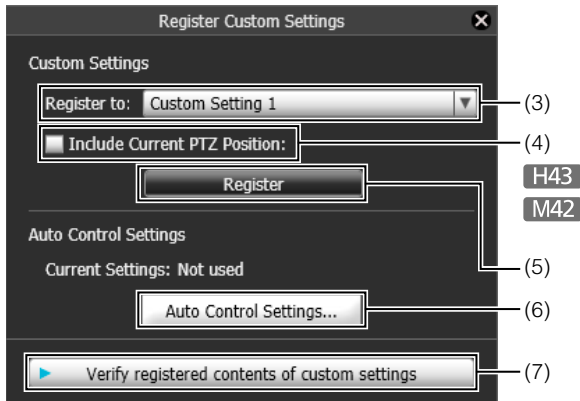 Register Custom Settings
Custom Settings
Register to: Custom Setting 1
(3)
Include Current PTZ Position:
(4)
H43
M42
Register
(5)
Auto Control Settings
Current Settings: Not used
Auto Control Settings...
(6)
Verify registered contents of custom settings
(7)